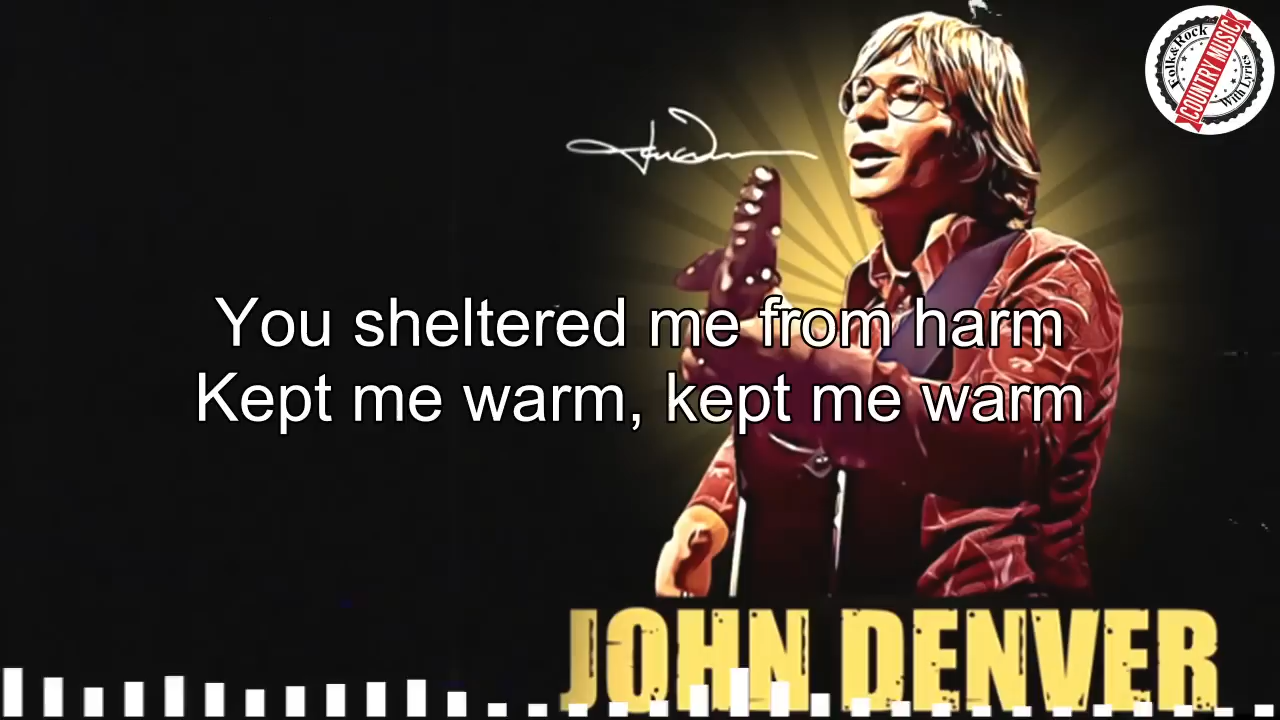 Folk&Rock
COUNTRY MUSIC
With Lyrics
You sheltered me from harm
Kept me warm, kept me warm
JOHN DENVER